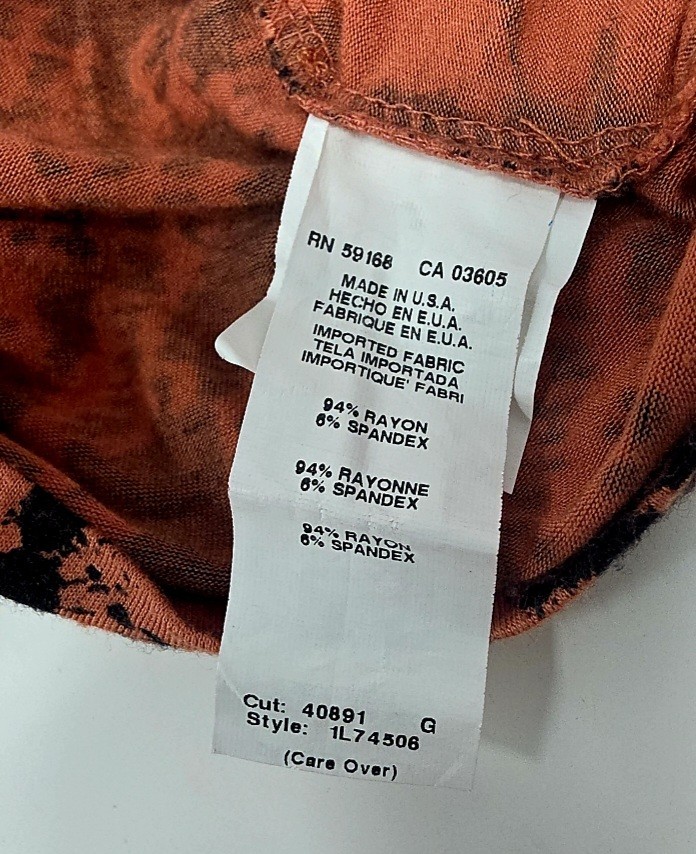 RN 59168 CA 03605
MADE IN U.S.A.
HECHO EN E.U.A.
FABRIQUE EN E.U.A.
IMPORTED FABRIC
TELA IMPORTADA
IMPORTIQUE' FABRI
94% RAYON
6% SPANDEX
94% RAYONNE
6% SPANDEX
94% RAYON
6% SPANDEX
Cut: 40891 G
Style: 1L74506
(Care Over)